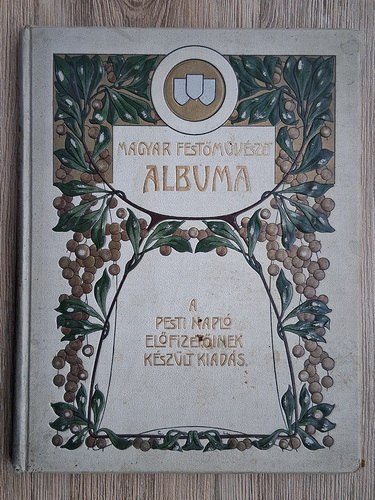 MAGYAR FESTŐMŰVÉSZET
ALBUMA
A
PESTI NAPLÓ
ELŐFIZETŐINEK
KÉSZÜLT KIADÁS.